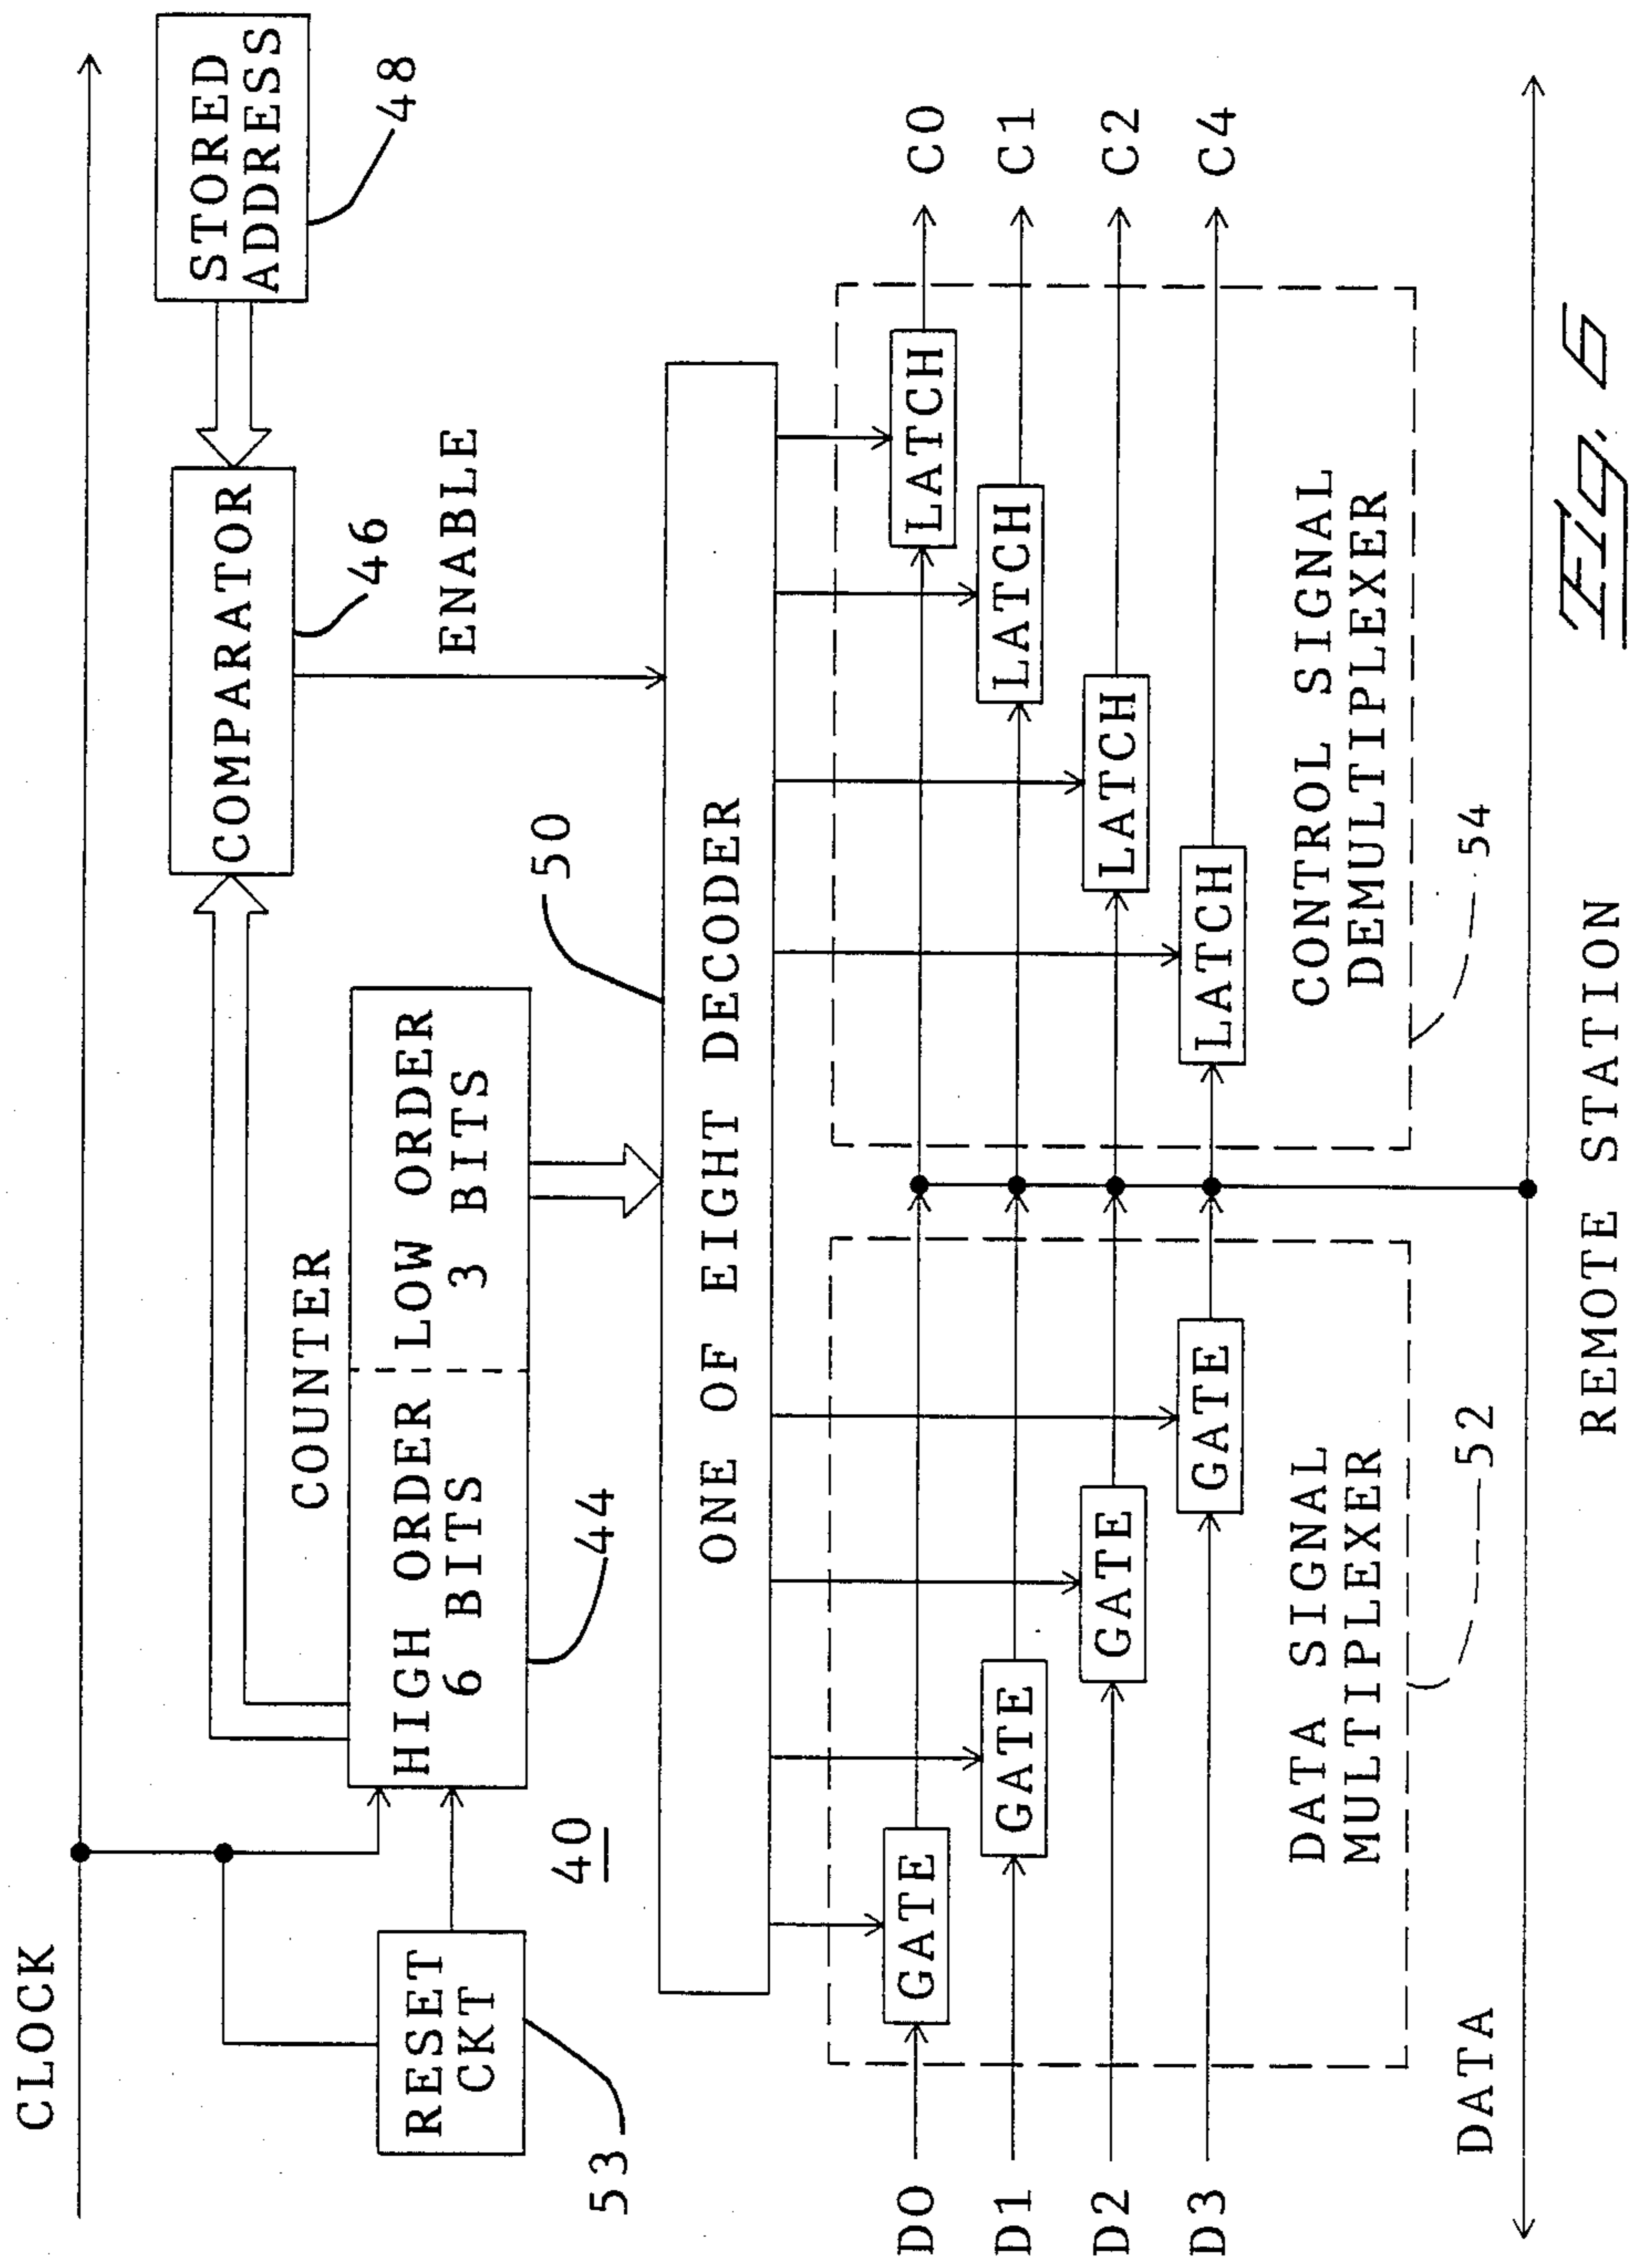 CLOCK
STORED
ADDRESS
48
COMPARATOR
46
ENABLE
COUNTER
HIGH ORDER
6 BITS
LOW ORDER
3 BITS
44
RESET
CKT
53
40
50
ONE OF EIGHT DECODER
D0
GATE
LATCH
C0
D1
GATE
LATCH
C1
D2
GATE
LATCH
C2
D3
GATE
LATCH
C4
DATA SIGNAL
MULTIPLEXER
52
CONTROL SIGNAL
DEMULTIPLEXER
54
DATA
REMOTE STATION
Fig. 6